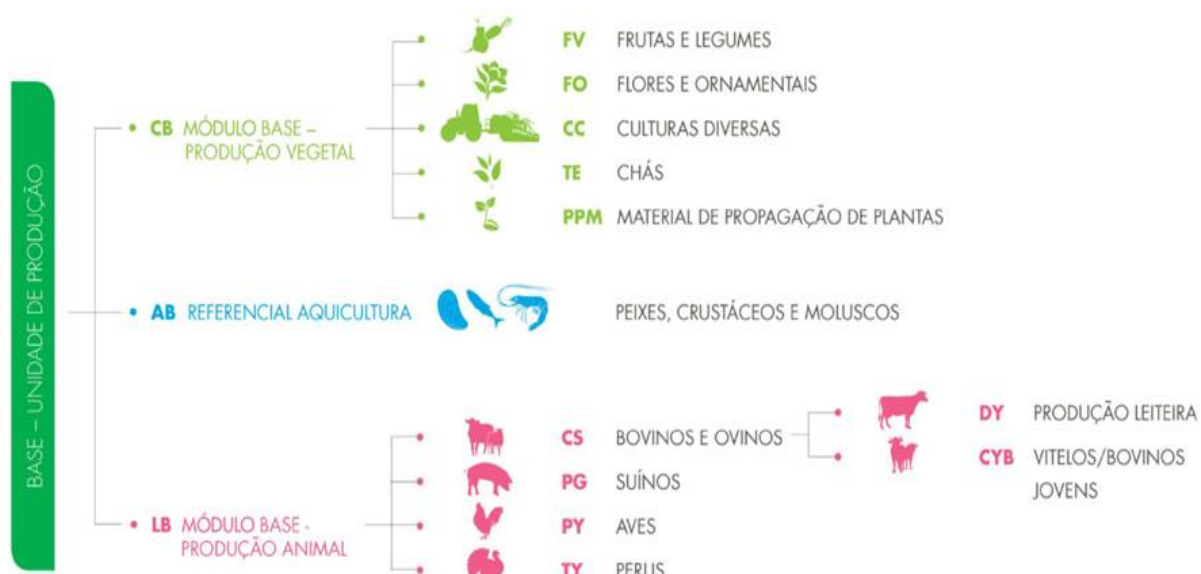 BASE – UNIDADE DE PRODUÇÃO
CB MÓDULO BASE –
PRODUÇÃO VEGETAL
FV FRUTAS E LEGUMES
FO FLORES E ORNAMENTAIS
CC CULTURAS DIVERSAS
TE CHÁS
PPM MATERIAL DE PROPAGAÇÃO DE PLANTAS
AB REFERENCIAL AQUICULTURA
PEIXES, CRUSTÁCEOS E MOLUSCOS
LB MÓDULO BASE -
PRODUÇÃO ANIMAL
CS BOVINOS E OVINOS
DY PRODUÇÃO LEITEIRA
CYB VITELOS/BOVINOS
JOVENS
PG SUÍNOS
PY AVES
TY PERUS